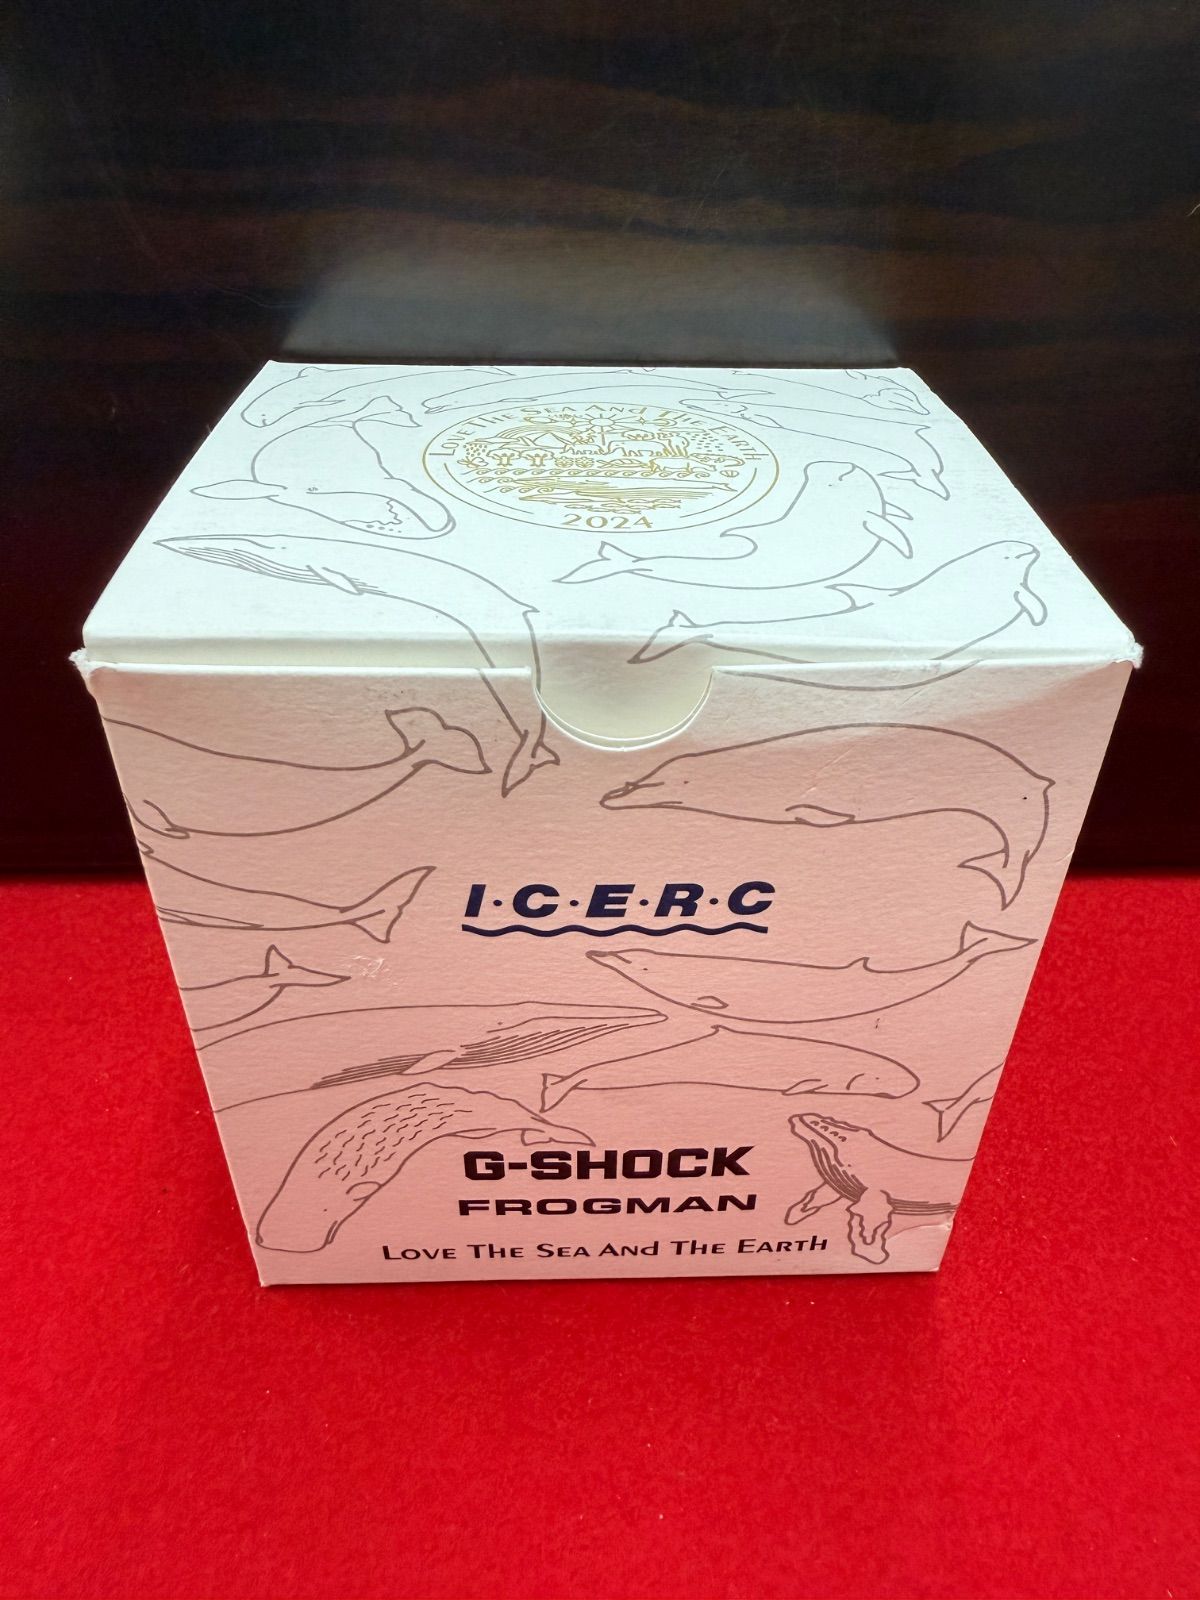 Love The Sea And The Earth
2024
I·C·E·R·C
G-SHOCK
FROGMAN
Love The Sea And The Earth